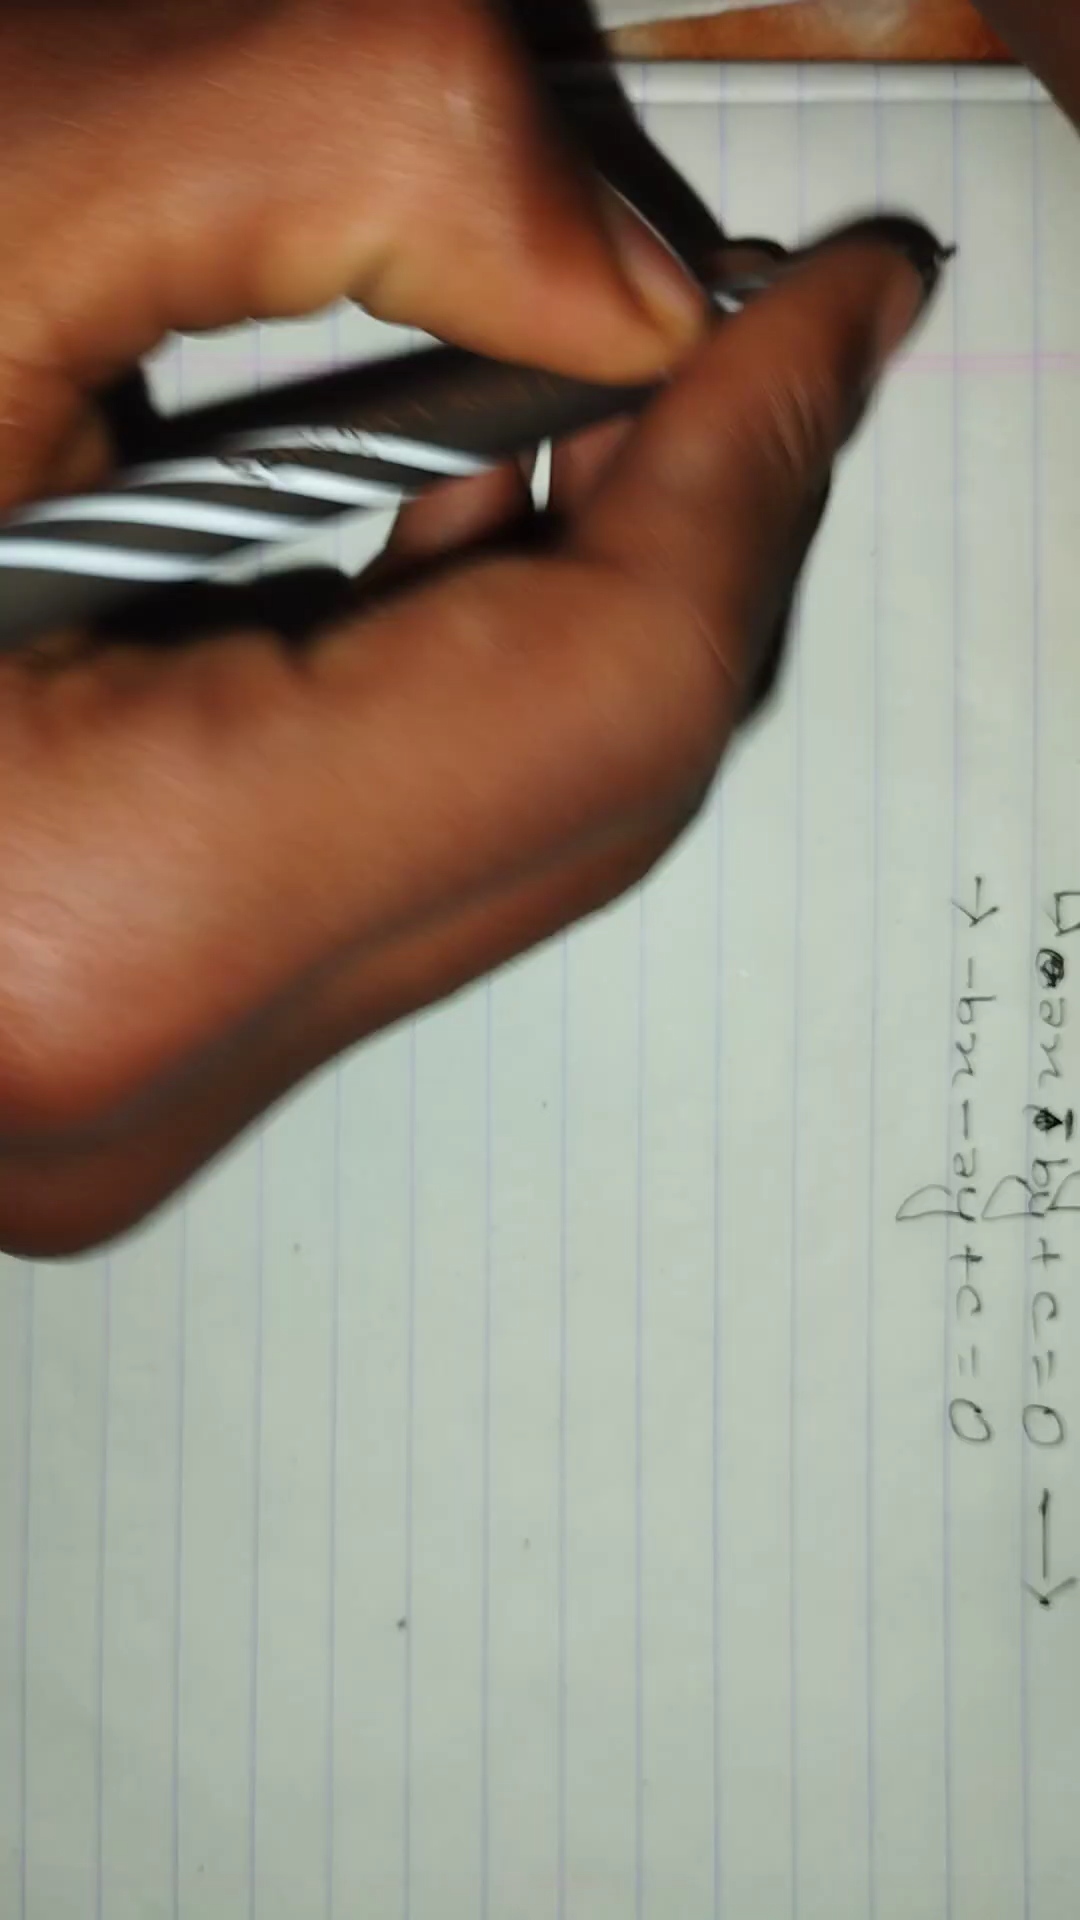 ⇒ ax by + c = 0 →
→ -bx - ay + c = 0